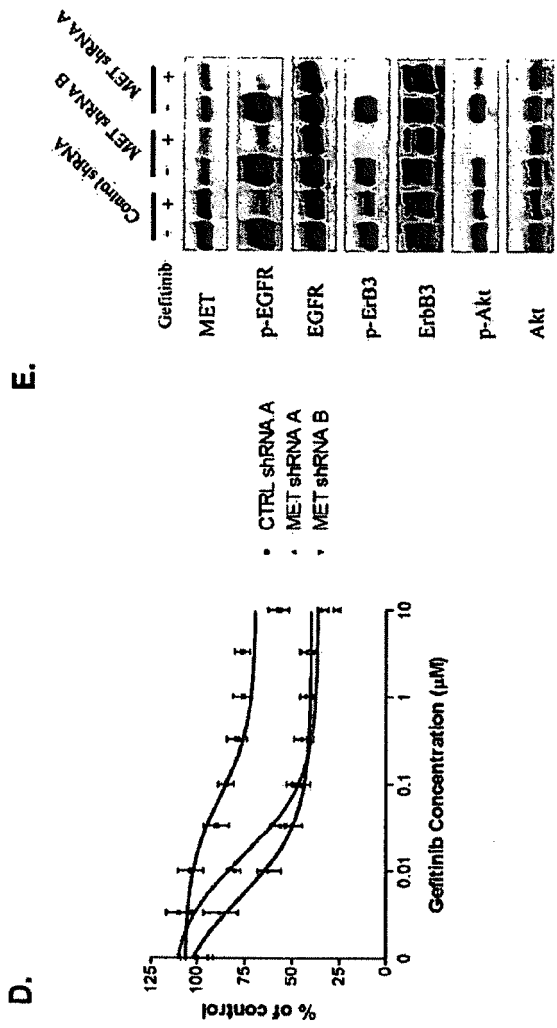 D.
125
100
75
50
25
0
% of control
0
0.01
0.1
1
10
Gefitinib Concentration (µM)
CTRL shRNA A
MET shRNA A
MET shRNA B
E.
Control shRNA
MET shRNA B
MET shRNA A
Gefitinib - + - + - +
MET
p-EGFR
EGFR
p-ErB3
ErbB3
p-Akt
Akt